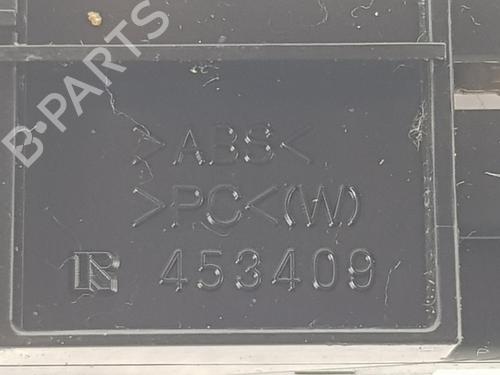 B-PARTS
>ABS<
>PC<(W)
R 453409
P